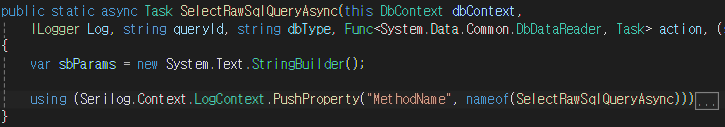 public static async Task SelectRawSqlQueryAsync(this DbContext dbContext,
ILogger Log, string queryId, string dbType, Func<System.Data.Common.DbDataReader, Task> action, (
{
var sbParams = new System.Text.StringBuilder();
using (Serilog.Context.LogContext.PushProperty("MethodName", nameof(SelectRawSqlQueryAsync)))...
}